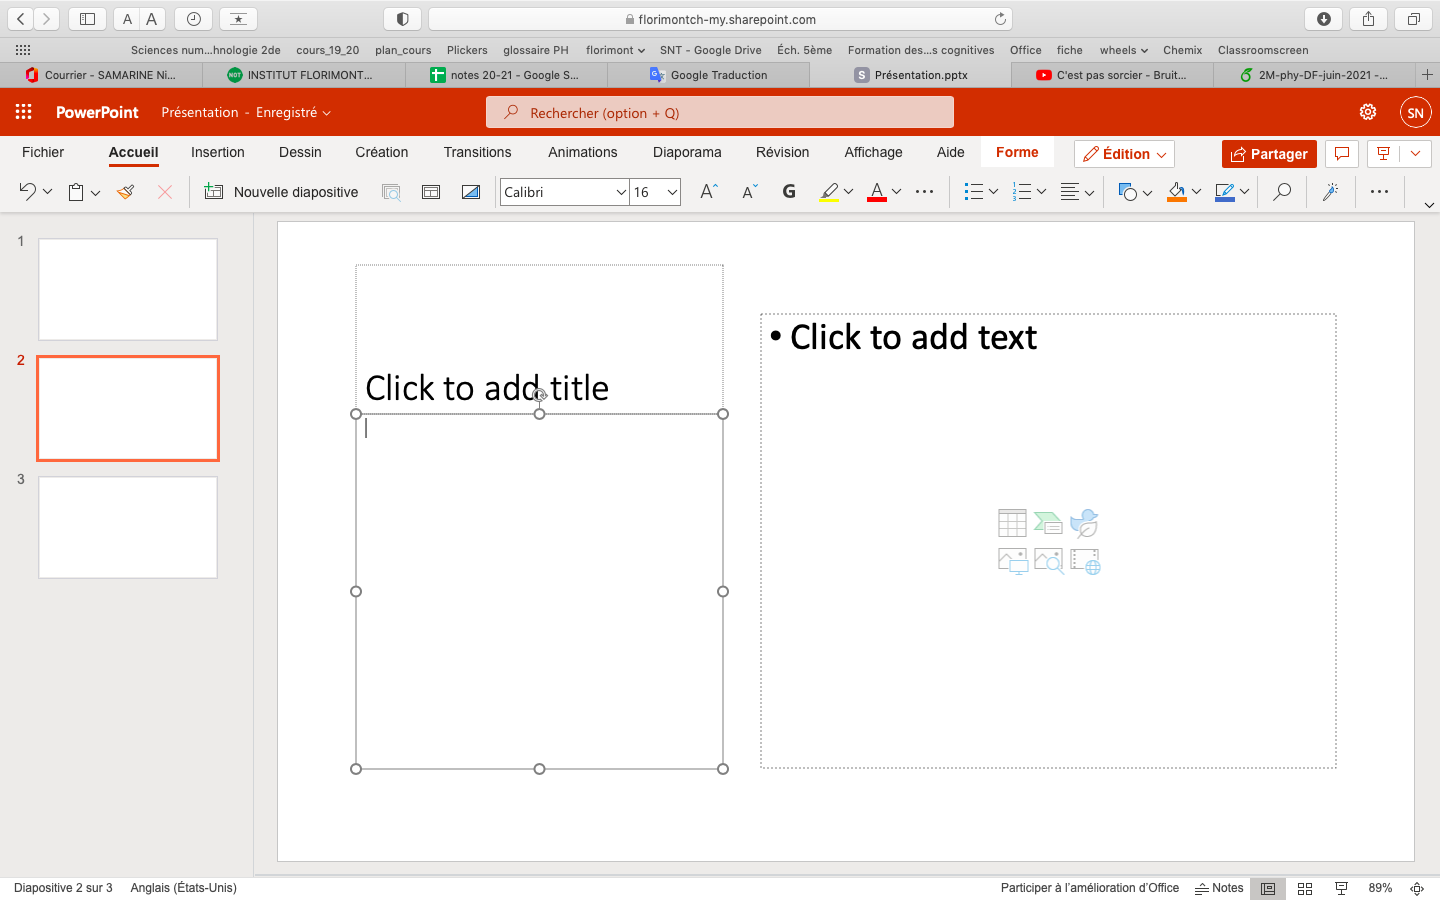 florimontch-my.sharepoint.com
Sciences num...hnologie 2de cours_19_20 plan_cours Plickers glossaire PH florimont SNT - Google Drive Éch. 5ème Formation des...s cognitives Office fiche wheels Chemix Classroomscreen
Courrier - SAMARINE Ni... INSTITUT FLORIMONT... notes 20-21 - Google S... Google Traduction S Présentation.pptx C'est pas sorcier - Bruit... 2M-phy-DF-juin-2021 -...
PowerPoint Présentation - Enregistré Rechercher (option + Q) SN
Fichier Accueil Insertion Dessin Création Transitions Animations Diaporama Révision Affichage Aide Forme Édition Partager
Nouvelle diapositive Calibri 16 A A G A
1
2
3
Click to add title
• Click to add text
Diapositive 2 sur 3 Anglais (États-Unis) Participer à l'amélioration d'Office Notes 89%